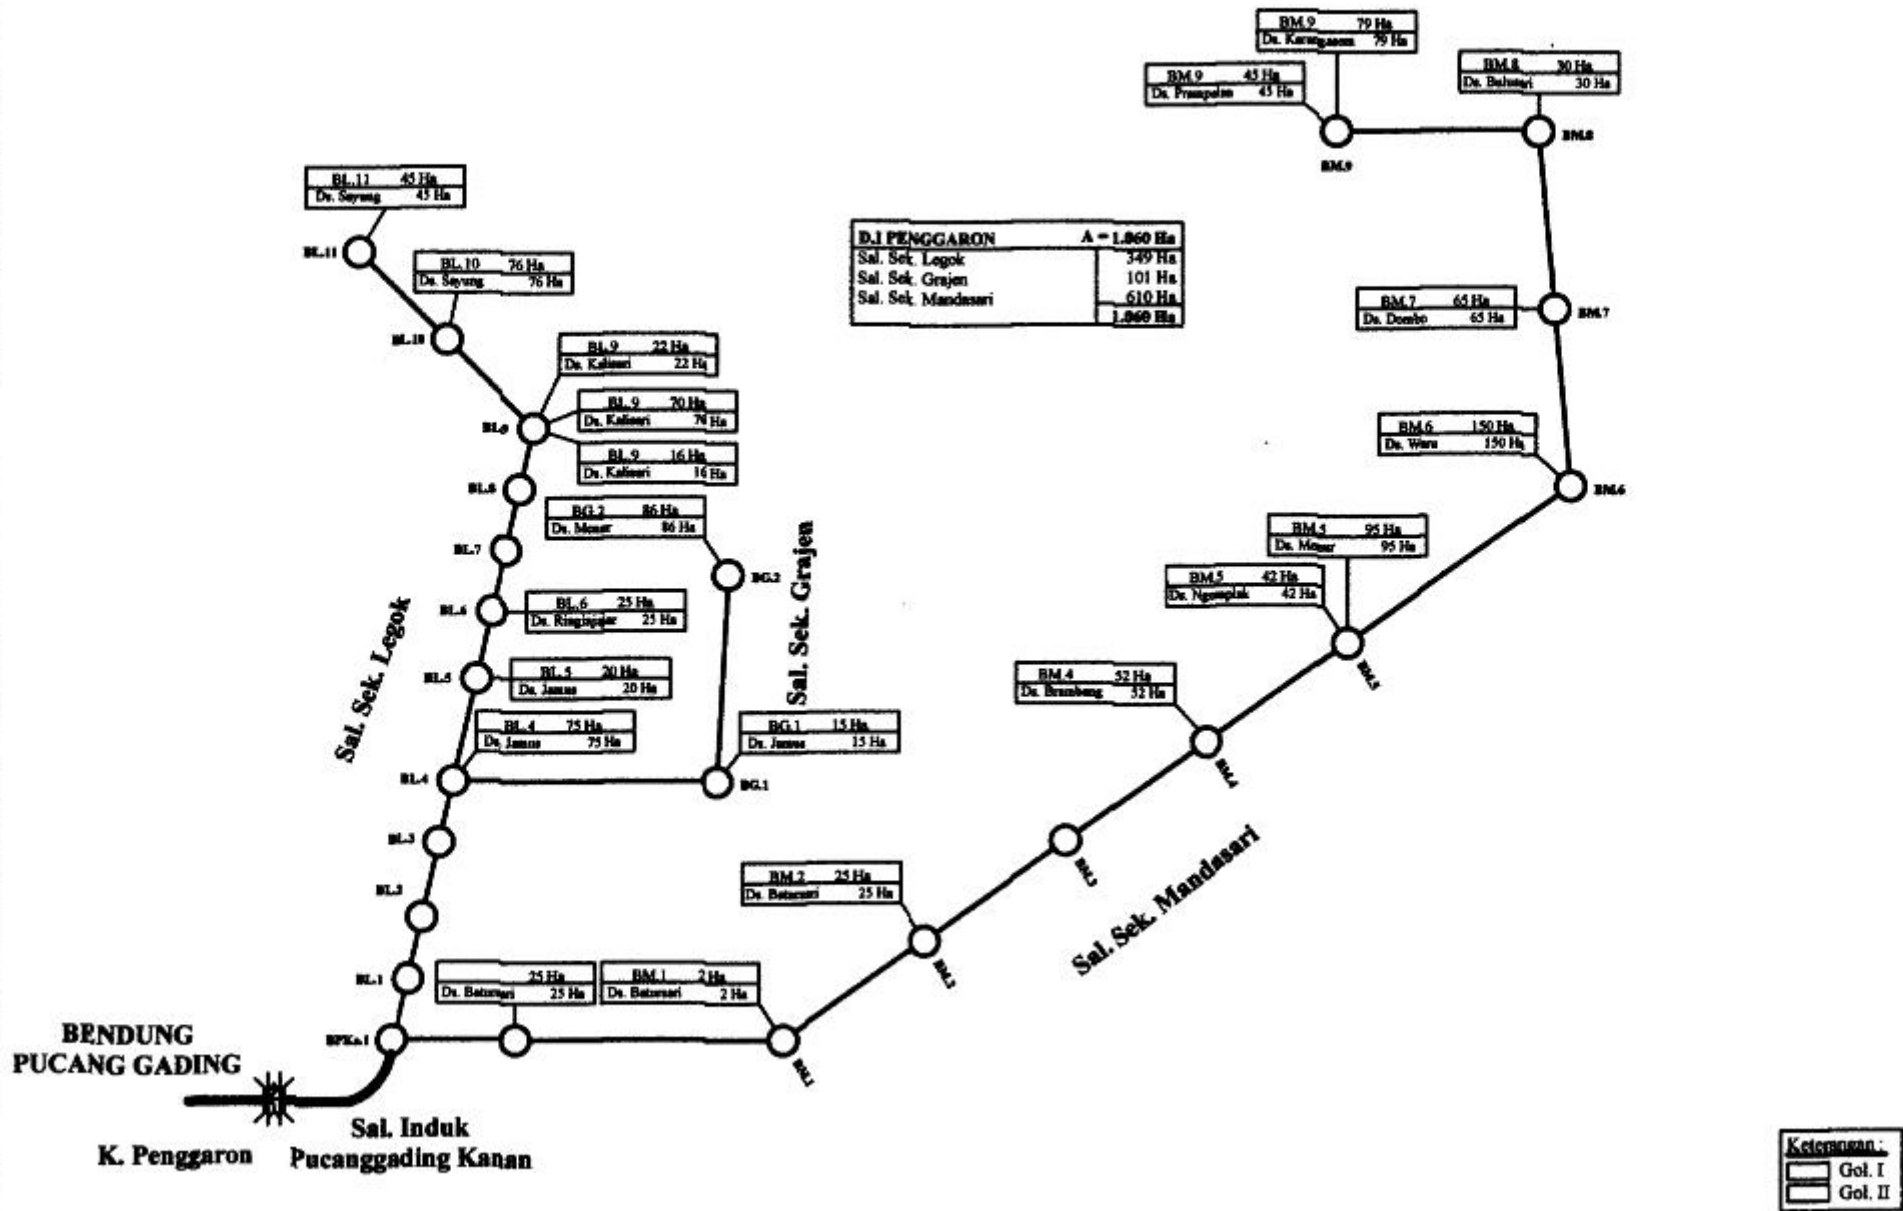 BM.9 79 Ha
Ds. Karangasem 79 Ha
BM.9 45 Ha
Ds. Prampelan 45 Ha
BM.8 30 Ha
Ds. Bulusari 30 Ha
BM.8
BM.9
BL.11 45 Ha
Ds. Sayung 45 Ha
BL.11
BL.10 76 Ha
Ds. Sayung 76 Ha
BL.10
D.I PENGGARON A = 1.060 Ha
Sal. Sek. Legok 349 Ha
Sal. Sek. Grajen 101 Ha
Sal. Sek. Mandasari 610 Ha
1.060 Ha
BM.7 65 Ha
Ds. Dombo 65 Ha
BM.7
BL.9 22 Ha
Ds. Kalisari 22 Ha
BL.9 70 Ha
Ds. Kalisari 70 Ha
BL.9
BL.9 16 Ha
Ds. Kalisari 16 Ha
BM.6 150 Ha
Ds. Waru 150 Ha
BM.6
BL.8
BG.2 86 Ha
Ds. Menur 86 Ha
BL.7
BG.2
Sal. Sek. Grajen
BM.5 95 Ha
Ds. Menur 95 Ha
BM.5 42 Ha
Ds. Ngemplak 42 Ha
BM.5
BL.6
BL.6 25 Ha
Ds. Ringinjajar 25 Ha
Sal. Sek. Legok
BL.5
BL.5 20 Ha
Ds. Jamus 20 Ha
BM.4 52 Ha
Ds. Brumbung 52 Ha
BM.4
BL.4 75 Ha
Ds. Jamus 75 Ha
BG.1 15 Ha
Ds. Jamus 15 Ha
BL.4
BG.1
BL.3
BM.3
Sal. Sek. Mandasari
BM.2 25 Ha
Ds. Batursari 25 Ha
BL.2
BM.2
BL.1
25 Ha
Ds. Batursari 25 Ha
BM.1 2 Ha
Ds. Batursari 2 Ha
BPKa.1
BM.1
BENDUNG
PUCANG GADING
K. Penggaron
Sal. Induk
Pucanggading Kanan
Keterangan :
Gol. I
Gol. II